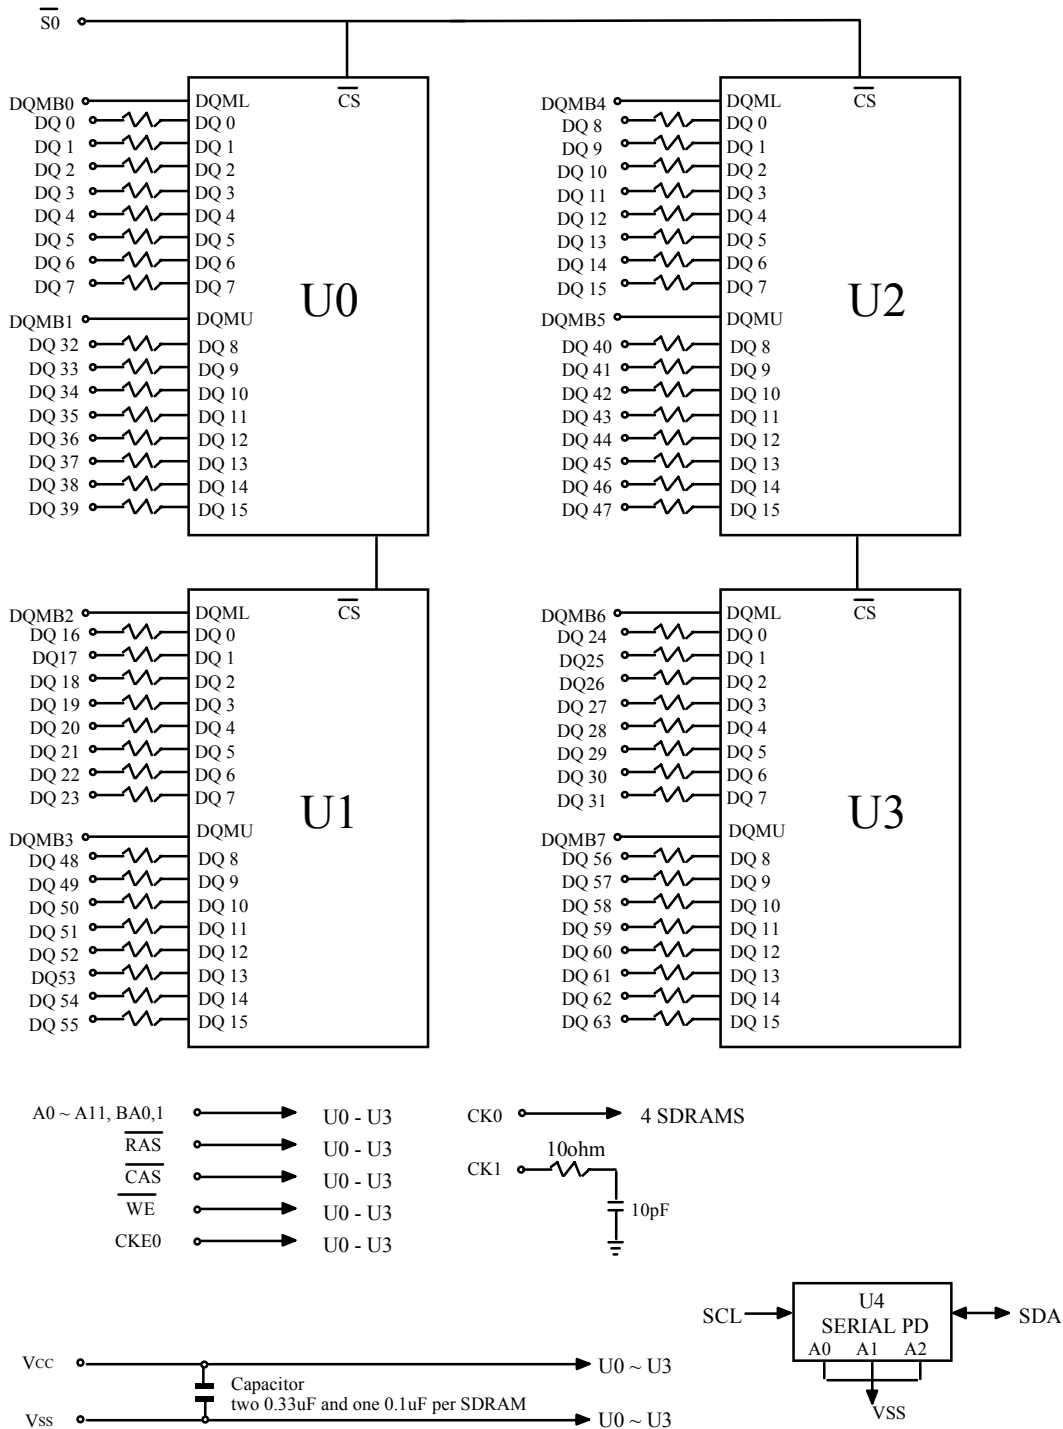 S0
CS
DQMB0 DQML
DQ 0 DQ 0
DQ 1 DQ 1
DQ 2 DQ 2
DQ 3 DQ 3
DQ 4 DQ 4
DQ 5 DQ 5
DQ 6 DQ 6
DQ 7 DQ 7
U0
DQMB1 DQMU
DQ 32 DQ 8
DQ 33 DQ 9
DQ 34 DQ 10
DQ 35 DQ 11
DQ 36 DQ 12
DQ 37 DQ 13
DQ 38 DQ 14
DQ 39 DQ 15
CS
DQMB4 DQML
DQ 8 DQ 0
DQ 9 DQ 1
DQ 10 DQ 2
DQ 11 DQ 3
DQ 12 DQ 4
DQ 13 DQ 5
DQ 14 DQ 6
DQ 15 DQ 7
U2
DQMB5 DQMU
DQ 40 DQ 8
DQ 41 DQ 9
DQ 42 DQ 10
DQ 43 DQ 11
DQ 44 DQ 12
DQ 45 DQ 13
DQ 46 DQ 14
DQ 47 DQ 15
CS
DQMB2 DQML
DQ 16 DQ 0
DQ17 DQ 1
DQ 18 DQ 2
DQ 19 DQ 3
DQ 20 DQ 4
DQ 21 DQ 5
DQ 22 DQ 6
DQ 23 DQ 7
U1
DQMB3 DQMU
DQ 48 DQ 8
DQ 49 DQ 9
DQ 50 DQ 10
DQ 51 DQ 11
DQ 52 DQ 12
DQ53 DQ 13
DQ 54 DQ 14
DQ 55 DQ 15
CS
DQMB6 DQML
DQ 24 DQ 0
DQ25 DQ 1
DQ26 DQ 2
DQ 27 DQ 3
DQ 28 DQ 4
DQ 29 DQ 5
DQ 30 DQ 6
DQ 31 DQ 7
U3
DQMB7 DQMU
DQ 56 DQ 8
DQ 57 DQ 9
DQ 58 DQ 10
DQ 59 DQ 11
DQ 60 DQ 12
DQ 61 DQ 13
DQ 62 DQ 14
DQ 63 DQ 15
A0 ~ A11, BA0,1 U0 - U3
RAS U0 - U3
CAS U0 - U3
WE U0 - U3
CKE0 U0 - U3
CK0 4 SDRAMS
10ohm
CK1
10pF
SCL U4 SDA
SERIAL PD
A0 A1 A2
VSS
Vcc U0 ~ U3
Capacitor
two 0.33uF and one 0.1uF per SDRAM
Vss U0 ~ U3